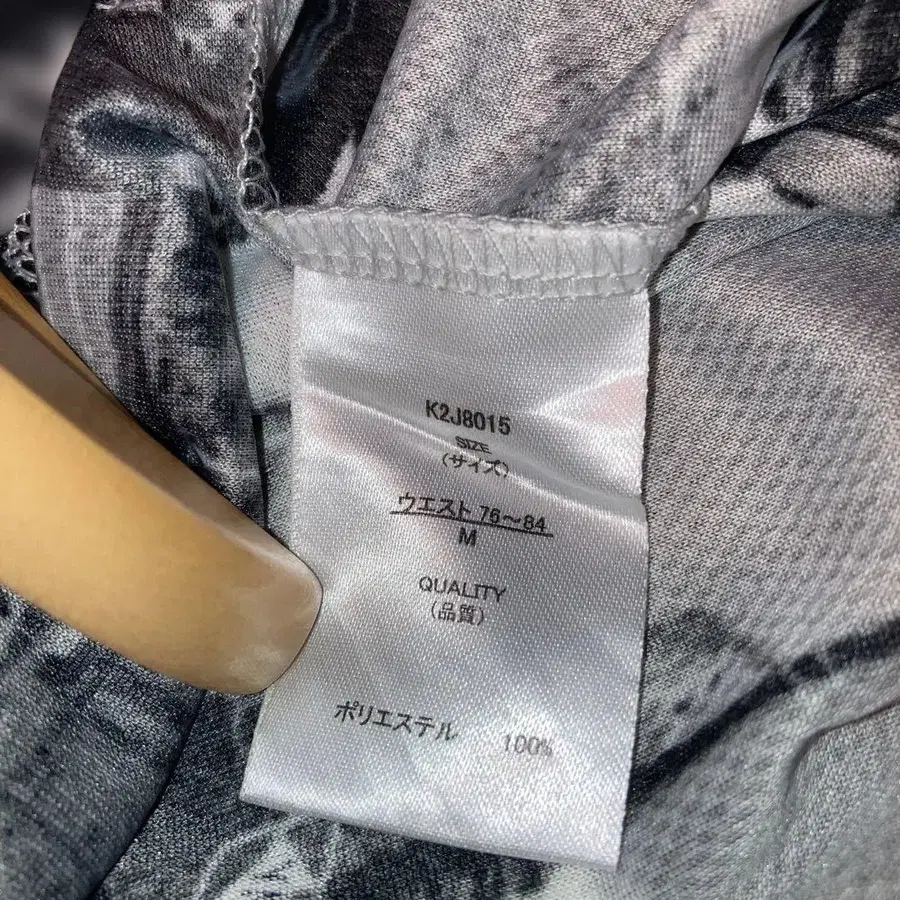 K2J8015
SIZE
(サイズ)
ウエスト 76〜84
M
QUALITY
(品質)
ポリエステル 100%